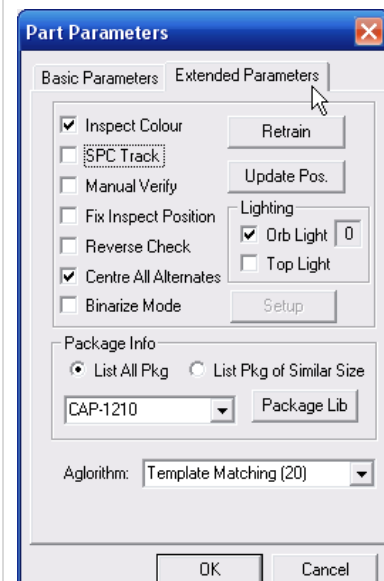 Part Parameters
Basic Parameters Extended Parameters
Inspect Colour
Retrain
SPC Track
Manual Verify
Update Pos.
Fix Inspect Position
Lighting
Orb Light 0
Reverse Check
Top Light
Centre All Alternates
Binarize Mode
Setup
Package Info
List All Pkg List Pkg of Similar Size
CAP-1210
Package Lib
Aglorithm: Template Matching (20)
OK Cancel